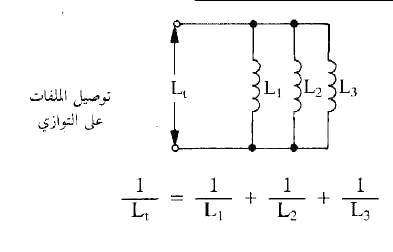 توصيل الملفات
على التوازي
Lt
L1
L2
L3
1/Lt = 1/L1 + 1/L2 + 1/L3